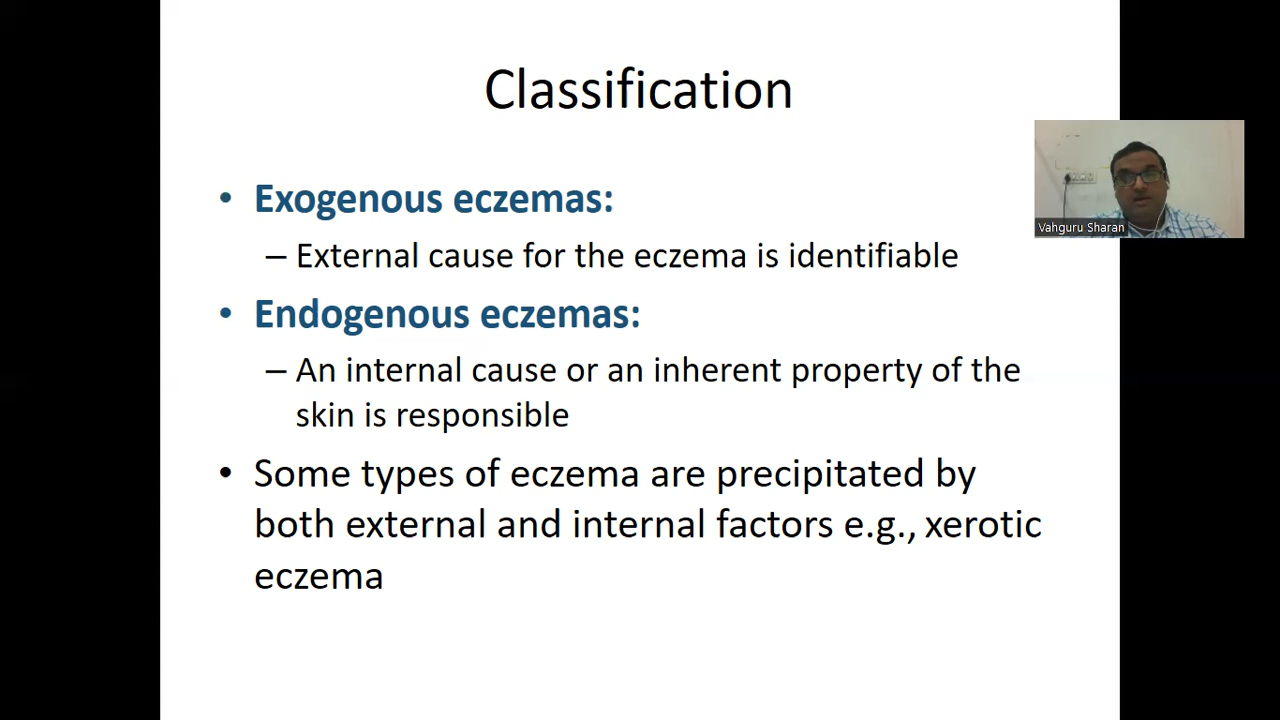 Classification
• Exogenous eczemas:
– External cause for the eczema is identifiable
• Endogenous eczemas:
– An internal cause or an inherent property of the
skin is responsible
• Some types of eczema are precipitated by
both external and internal factors e.g., xerotic
eczema
Vahguru Sharan